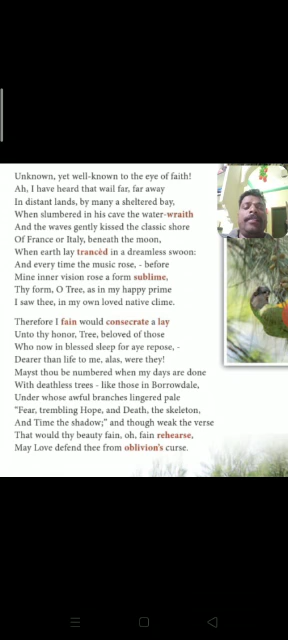 Unknown, yet well-known to the eye of faith!
Ah, I have heard that wail far, far away
In distant lands, by many a sheltered bay,
When slumbered in his cave the water-wraith
And the waves gently kissed the classic shore
Of France or Italy, beneath the moon,
When earth lay trancèd in a dreamless swoon:
And every time the music rose, - before
Mine inner vision rose a form sublime,
Thy form, O Tree, as in my happy prime
I saw thee, in my own loved native clime.
Therefore I fain would consecrate a lay
Unto thy honor, Tree, beloved of those
Who now in blessed sleep for aye repose, -
Dearer than life to me, alas, were they!
Mayst thou be numbered when my days are done
With deathless trees - like those in Borrowdale,
Under whose awful branches lingered pale
“Fear, trembling Hope, and Death, the skeleton,
And Time the shadow;” and though weak the verse
That would thy beauty fain, oh, fain rehearse,
May Love defend thee from oblivion's curse.